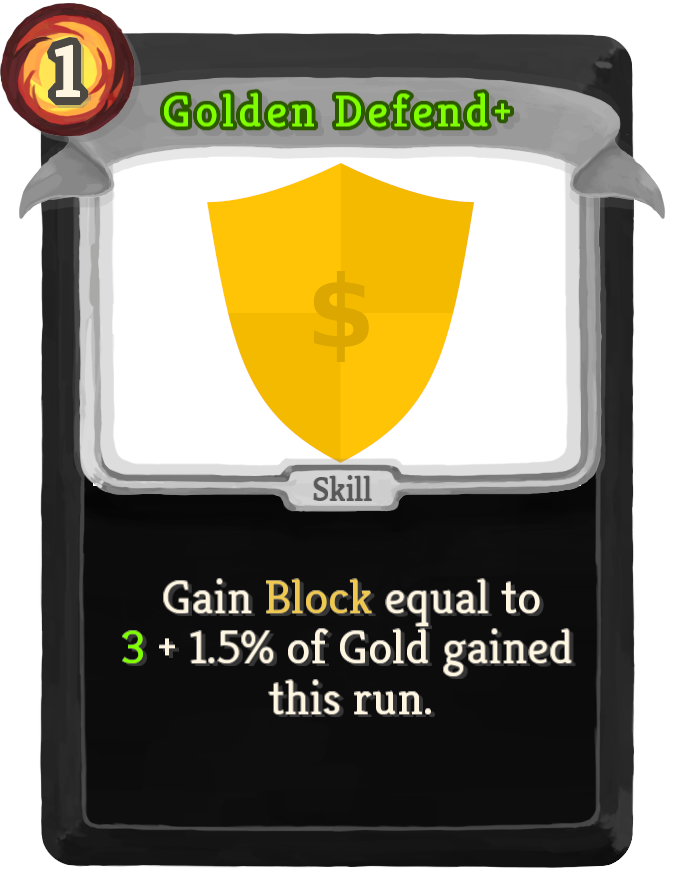 1
Golden Defend+
$
Skill
Gain Block equal to
3 + 1.5% of Gold gained
this run.